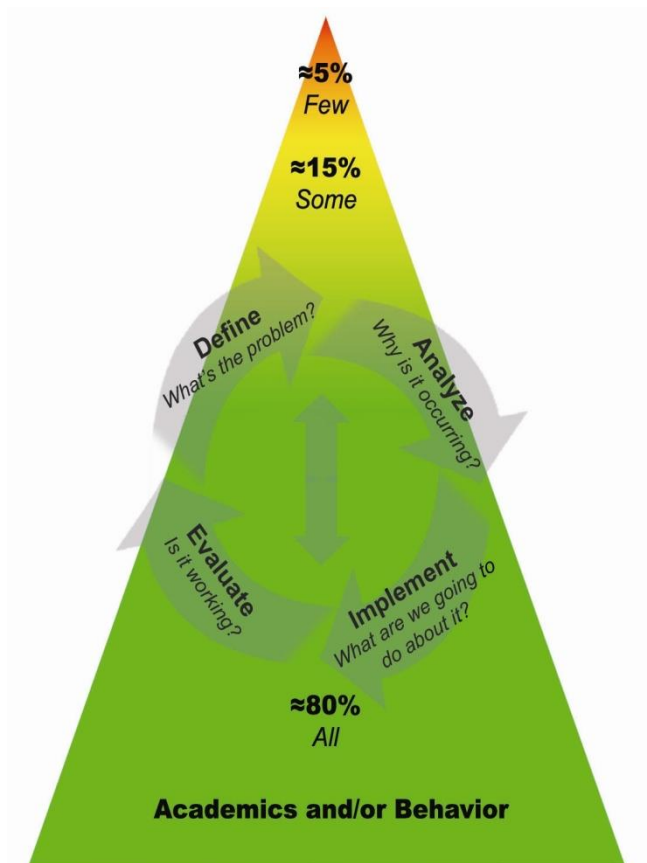 ≈5%
Few
≈15%
Some
Define
What's the problem?
Analyze
Why is it occurring?
Implement
What are we going to
do about it?
Evaluate
Is it working?
≈80%
All
Academics and/or Behavior